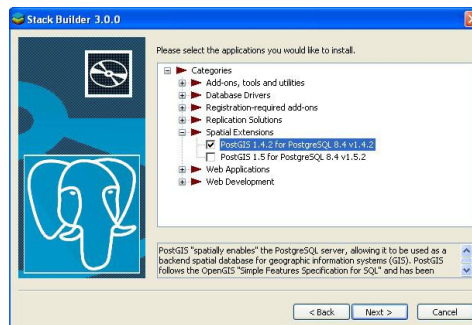 Stack Builder 3.0.0
Please select the applications you would like to install.
Categories
Add-ons, tools and utilities
Database Drivers
Registration-required add-ons
Replication Solutions
Spatial Extensions
PostGIS 1.4.2 for PostgreSQL 8.4 v1.4.2
PostGIS 1.5 for PostgreSQL 8.4 v1.5.2
Web Applications
Web Development
PostGIS "spatially enables" the PostgreSQL server, allowing it to be used as a
backend spatial database for geographic information systems (GIS). PostGIS
follows the OpenGIS "Simple Features Specification for SQL" and has been
< Back
Next >
Cancel